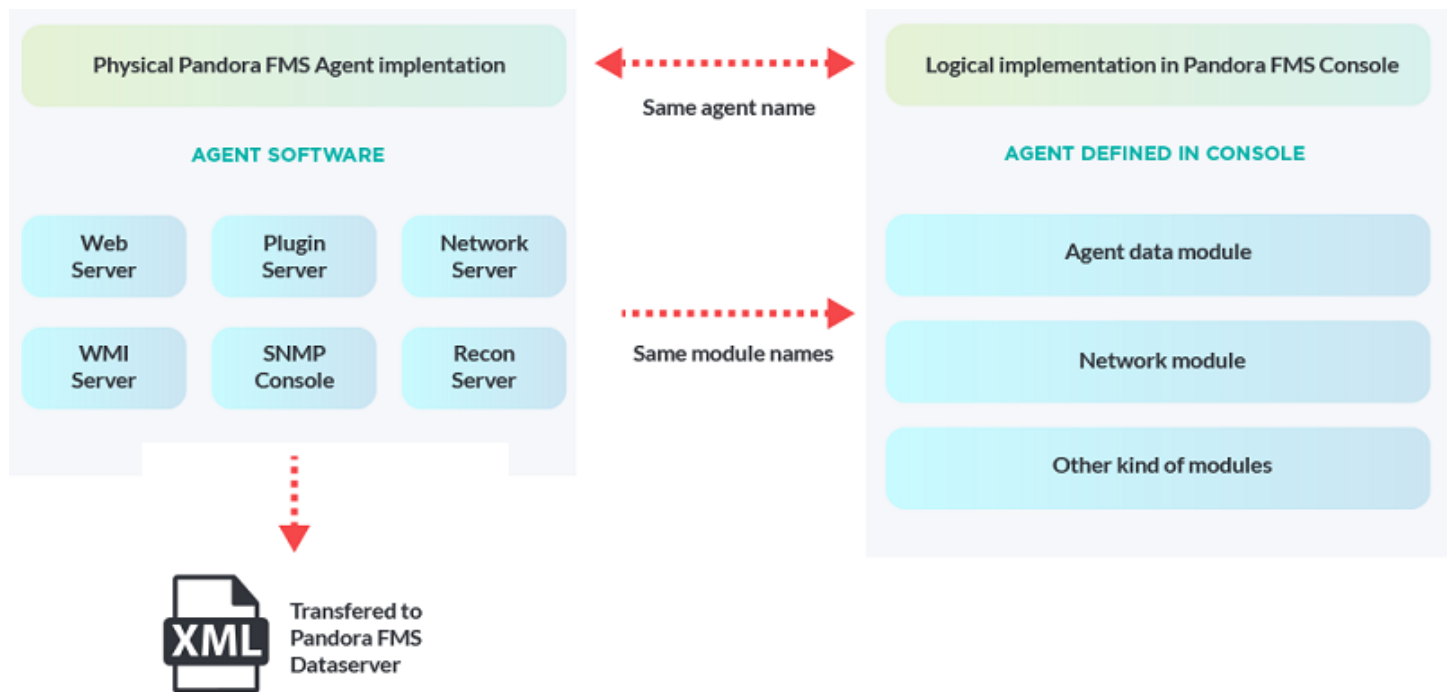 Physical Pandora FMS Agent implentation
Same agent name
Logical implementation in Pandora FMS Console
AGENT SOFTWARE
AGENT DEFINED IN CONSOLE
Web
Server
Plugin
Server
Network
Server
WMI
Server
SNMP
Console
Recon
Server
Same module names
Agent data module
Network module
Other kind of modules
XML
Transfered to
Pandora FMS
Dataserver